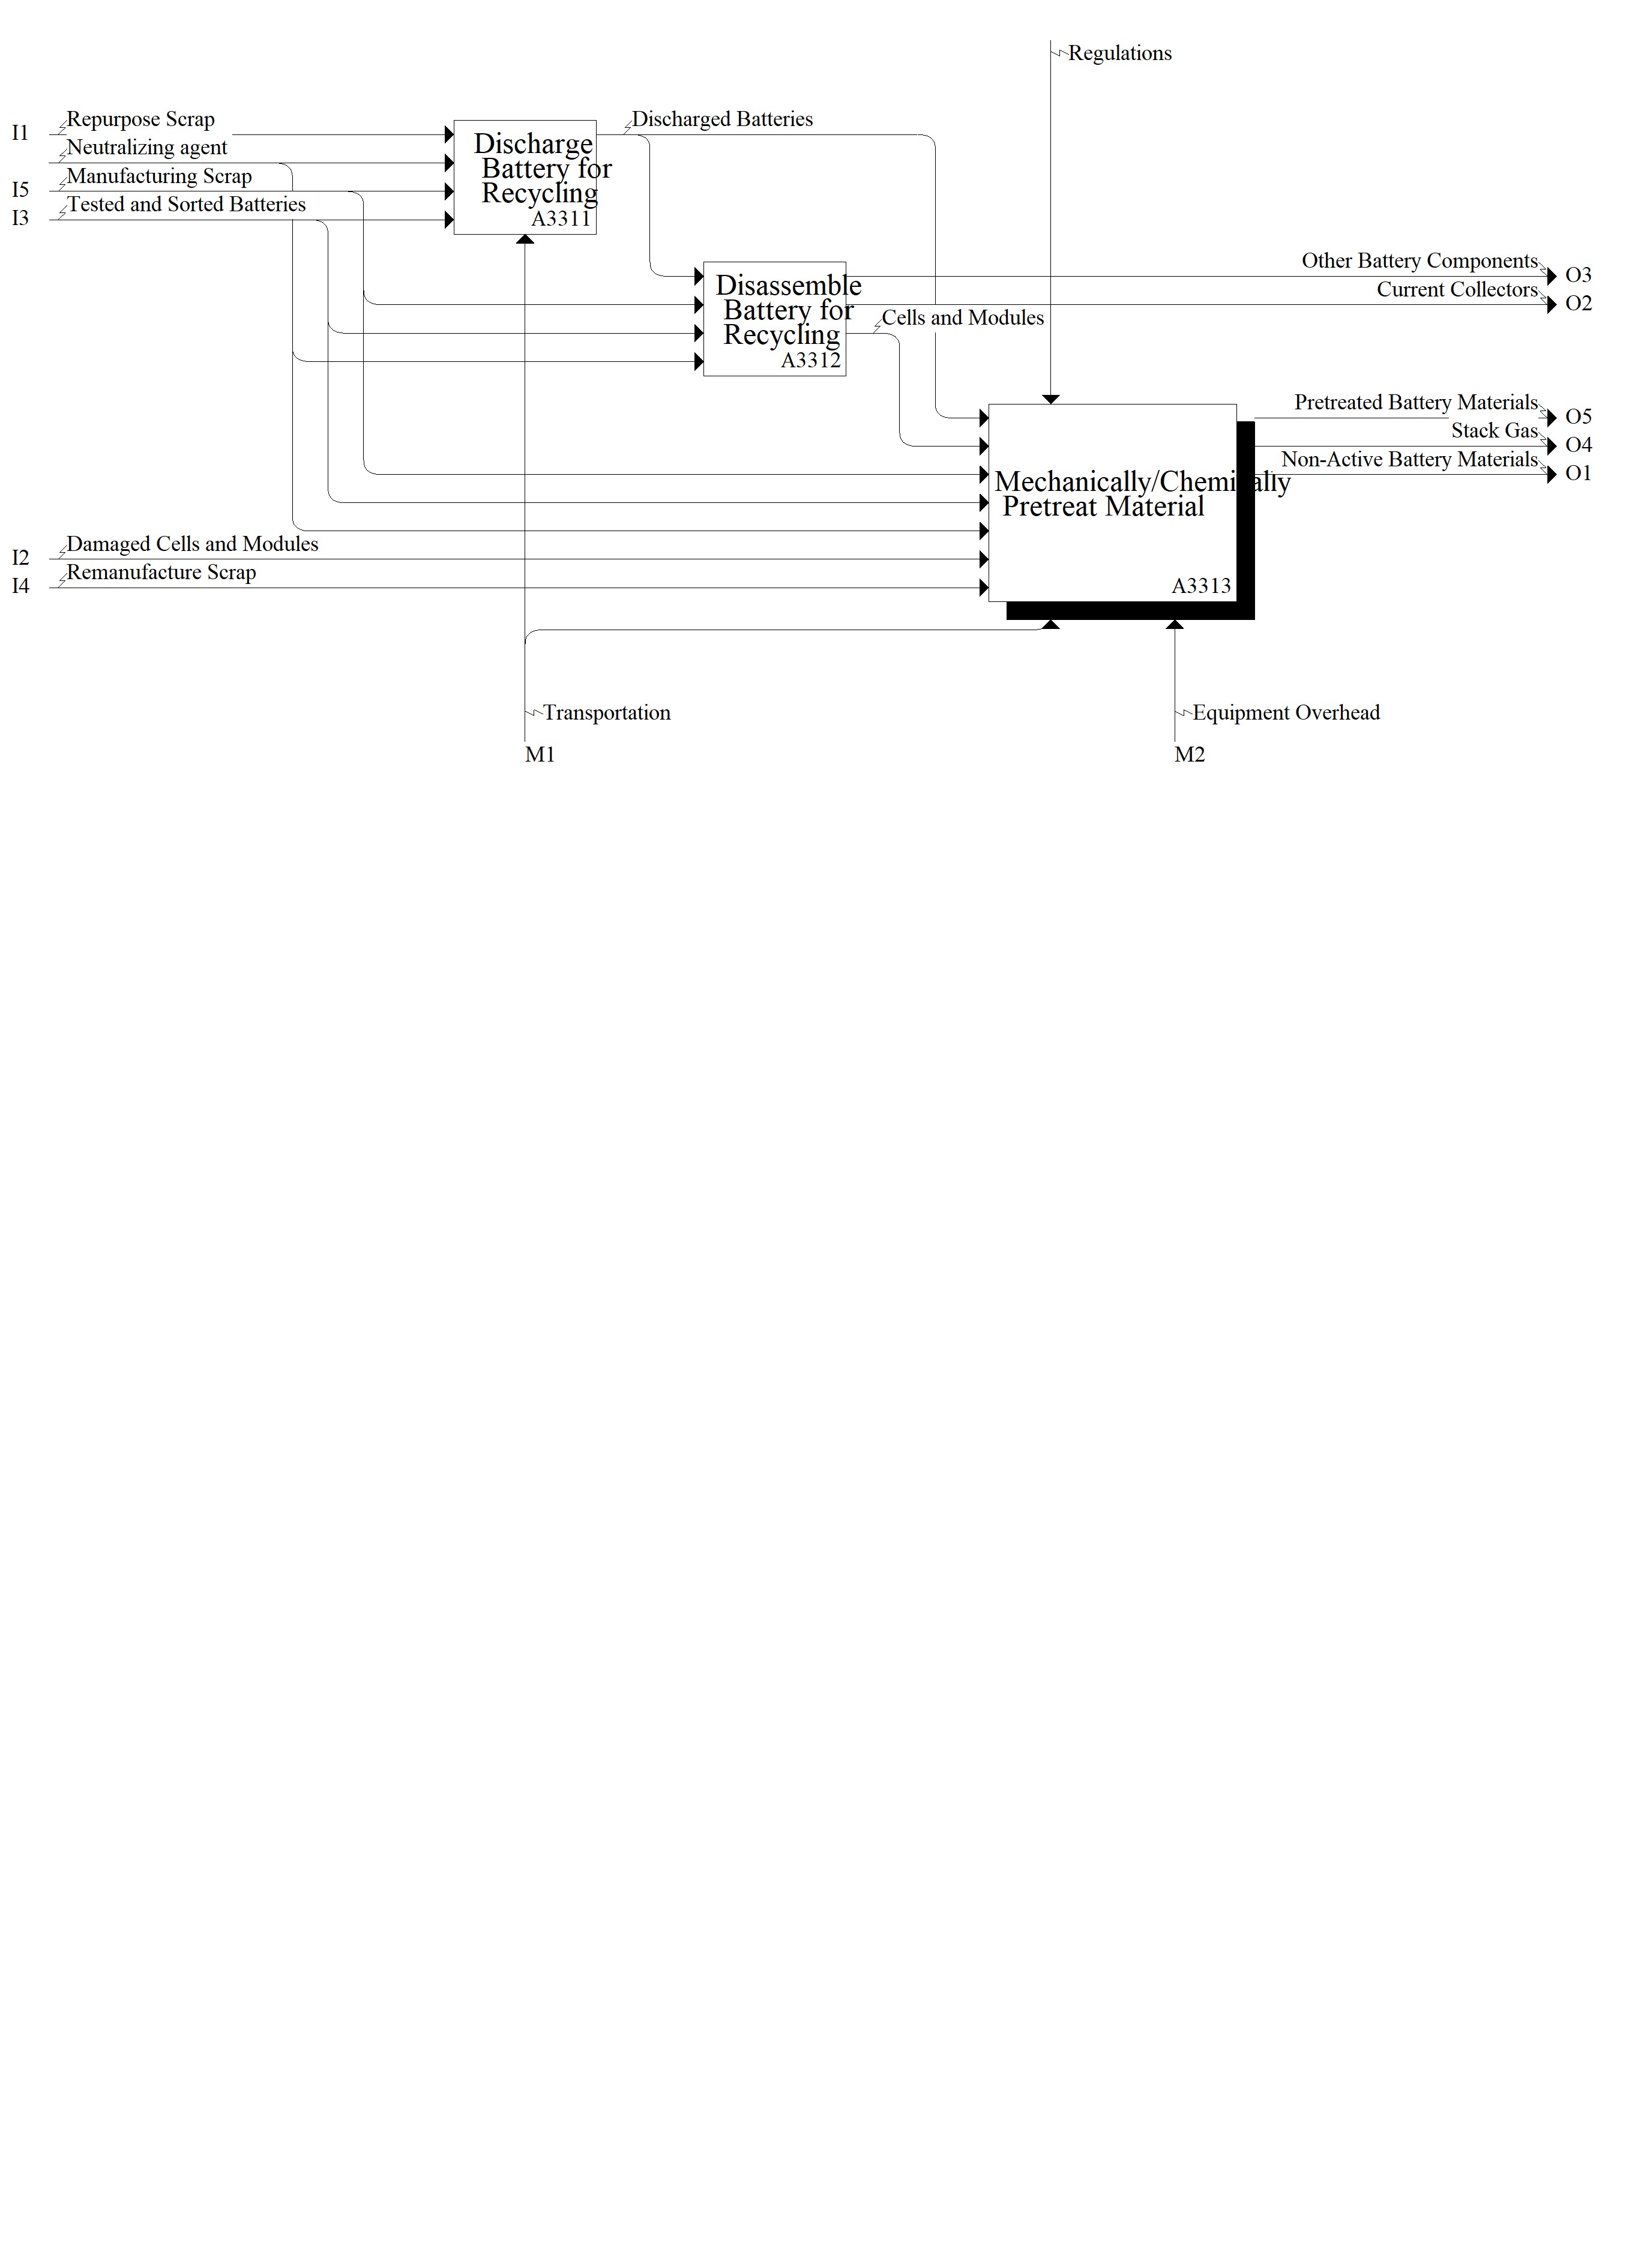 Regulations
I1
Repurpose Scrap
Neutralizing agent
I5
Manufacturing Scrap
I3
Tested and Sorted Batteries
Discharge
Battery for
Recycling
A3311
Discharged Batteries
Disassemble
Battery for
Recycling
A3312
Cells and Modules
Other Battery Components
O3
Current Collectors
O2
Pretreated Battery Materials
O5
Stack Gas
O4
Non-Active Battery Materials
O1
Mechanically/Chemically
Pretreat Material
A3313
I2
Damaged Cells and Modules
I4
Remanufacture Scrap
Transportation
M1
Equipment Overhead
M2